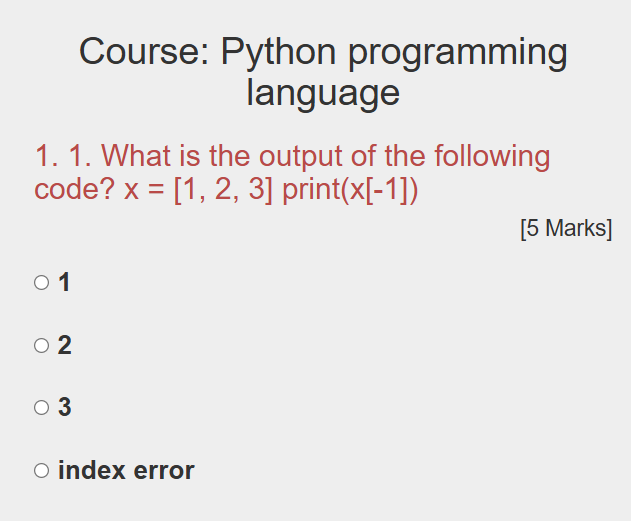 Course: Python programming
language
1. 1. What is the output of the following
code? x = [1, 2, 3] print(x[-1])
[5 Marks]
1
2
3
index error